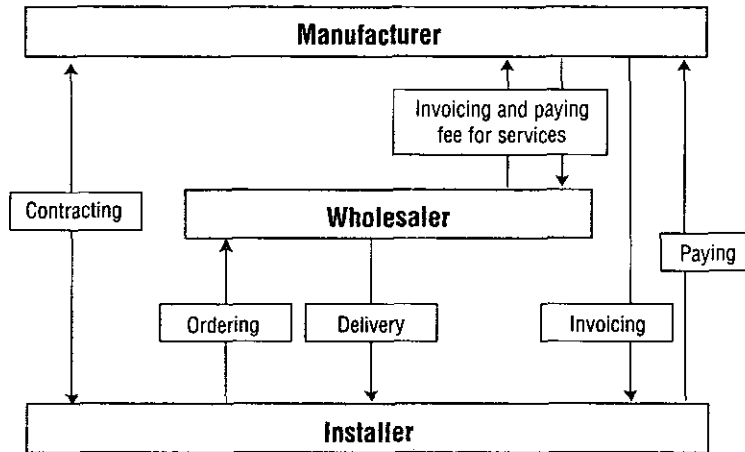 Manufacturer
Invoicing and paying
fee for services
Contracting
Wholesaler
Paying
Ordering
Delivery
Invoicing
Installer